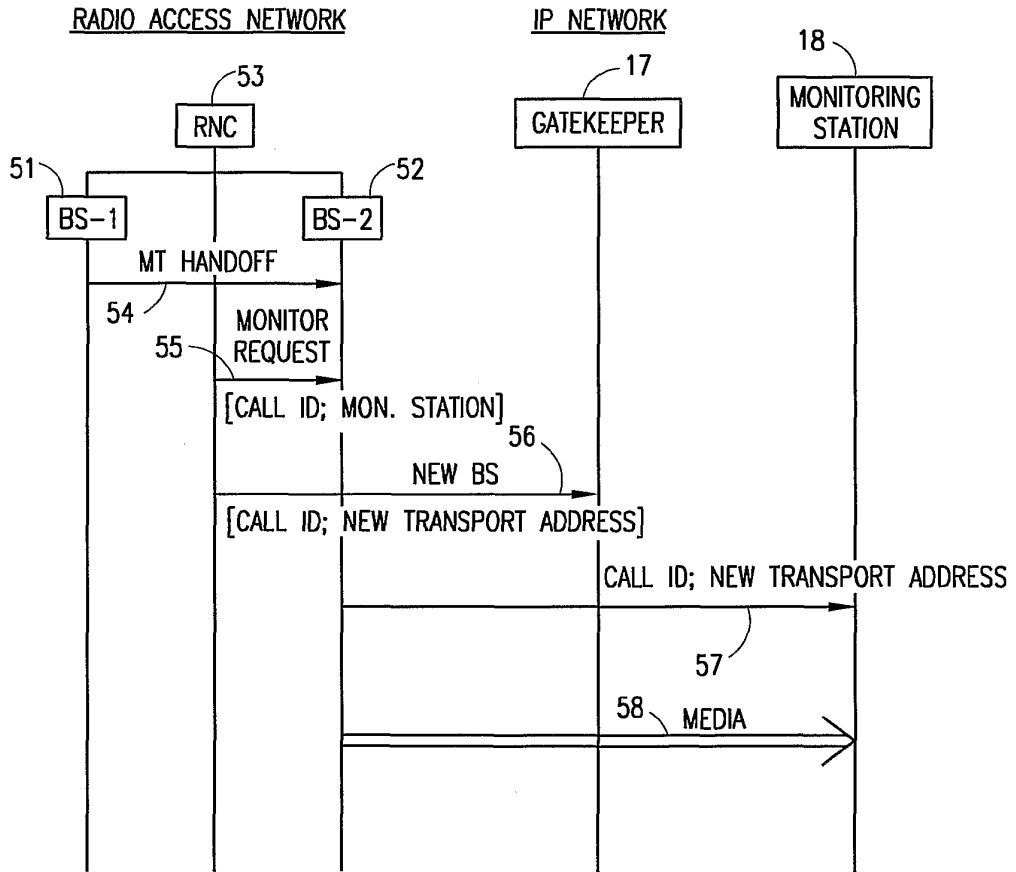 RADIO ACCESS NETWORK
IP NETWORK
18
17
53
MONITORING
STATION
RNC
GATEKEEPER
51
52
BS-1
BS-2
MT HANDOFF
54
MONITOR
REQUEST
55
[CALL ID; MON. STATION]
56
NEW BS
[CALL ID; NEW TRANSPORT ADDRESS]
CALL ID; NEW TRANSPORT ADDRESS
57
58
MEDIA